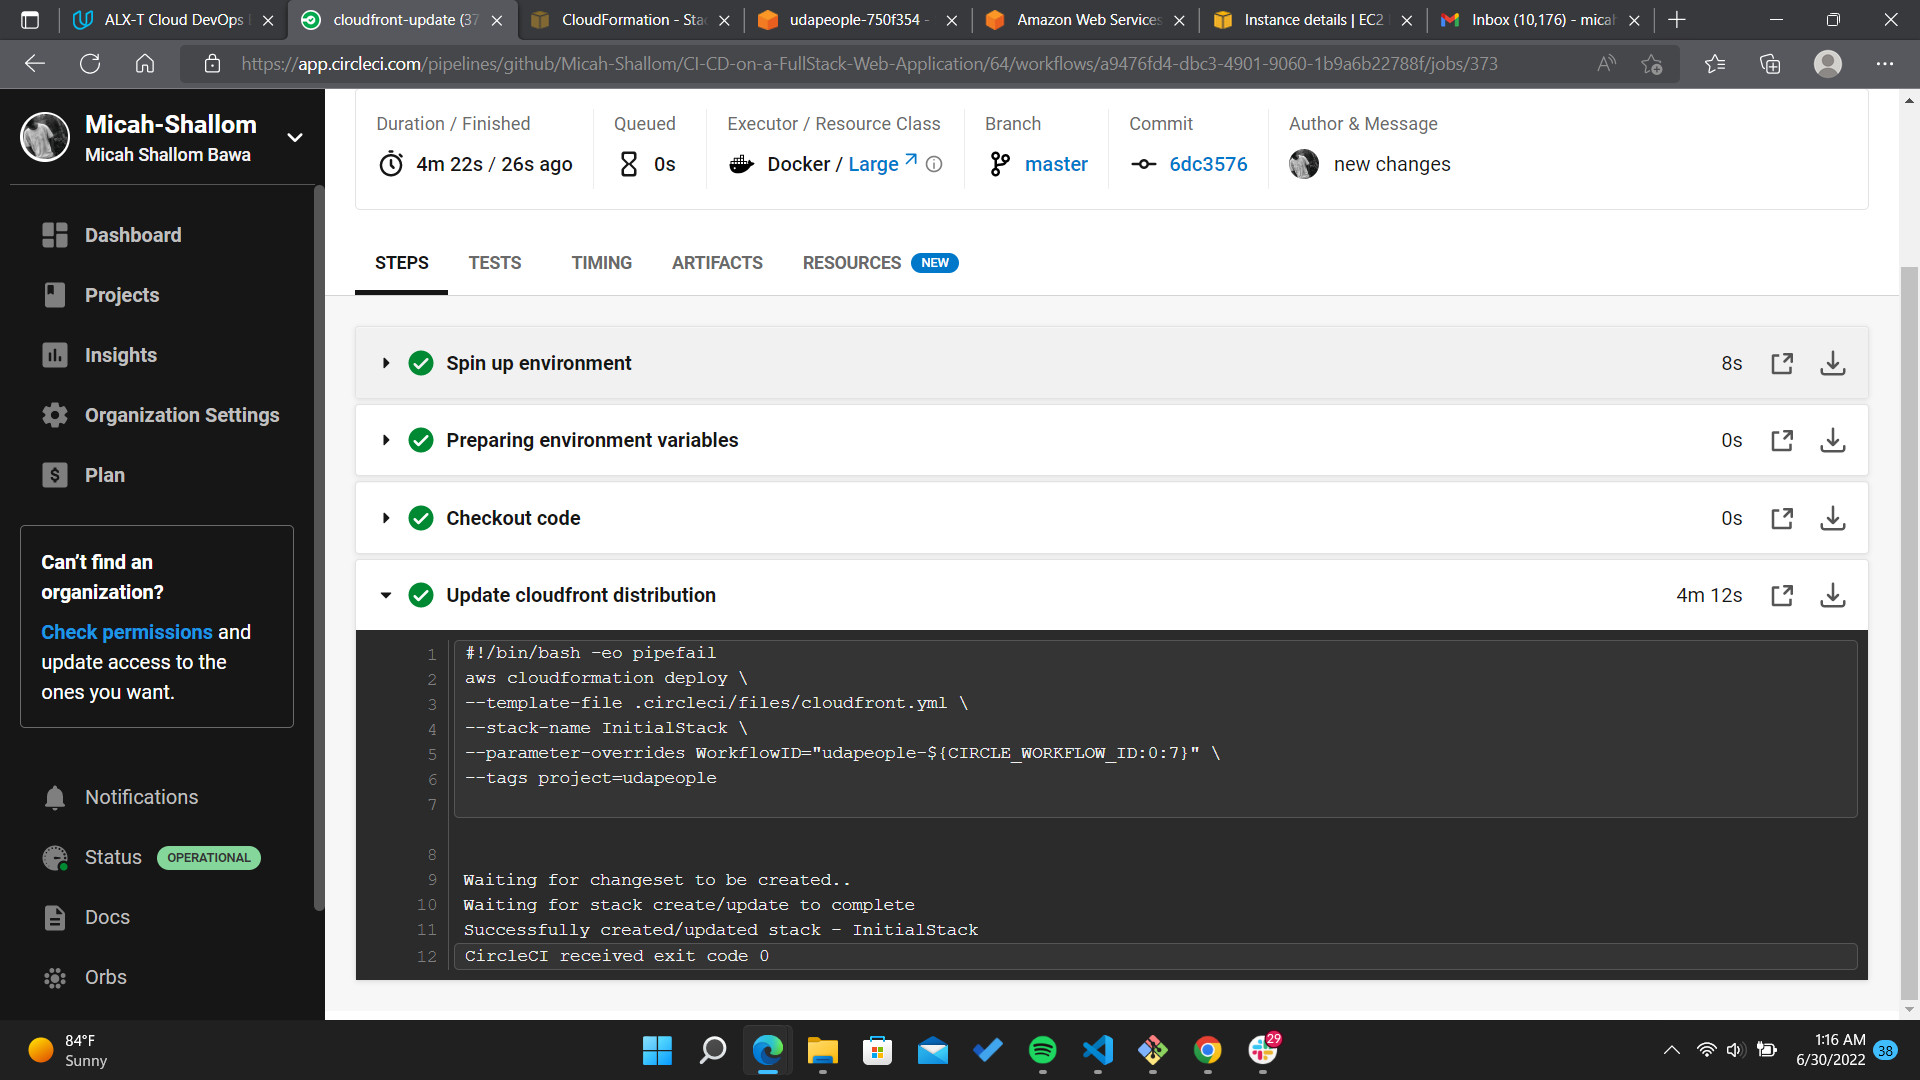 ALX-T Cloud DevOps
cloudfront-update (37
CloudFormation - Sta
udapeople-750f354 -
Amazon Web Services
Instance details | EC2
Inbox (10,176) - micah
https://app.circleci.com/pipelines/github/Micah-Shallom/CI-CD-on-a-FullStack-Web-Application/64/workflows/a9476fd4-dbc3-4901-9060-1b9a6b22788f/jobs/373
Micah-Shallom
Micah Shallom Bawa
Dashboard
Projects
Insights
Organization Settings
Plan
Can't find an
organization?
Check permissions and
update access to the
ones you want.
Notifications
Status OPERATIONAL
Docs
Orbs
Duration / Finished
4m 22s / 26s ago
Queued
0s
Executor / Resource Class
Docker / Large
Branch
master
Commit
6dc3576
Author & Message
new changes
STEPS
TESTS
TIMING
ARTIFACTS
RESOURCES NEW
Spin up environment 8s
Preparing environment variables 0s
Checkout code 0s
Update cloudfront distribution 4m 12s
1 #!/bin/bash -eo pipefail
2 aws cloudformation deploy \
3 --template-file .circleci/files/cloudfront.yml \
4 --stack-name InitialStack \
5 --parameter-overrides WorkflowID="udapeople-${CIRCLE_WORKFLOW_ID:0:7}" \
6 --tags project=udapeople
7
8
9 Waiting for changeset to be created..
10 Waiting for stack create/update to complete
11 Successfully created/updated stack - InitialStack
12 CircleCI received exit code 0
84°F
Sunny
29
1:16 AM
6/30/2022
38